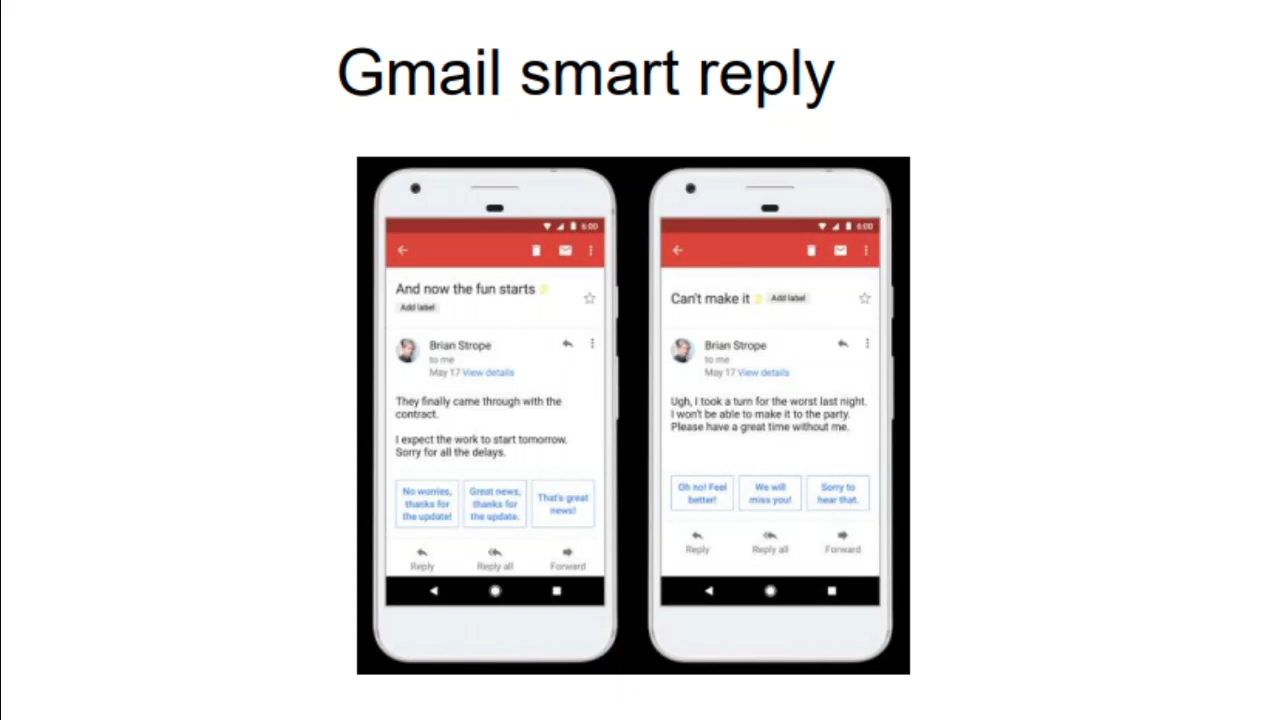 Gmail smart reply
6:00
And now the fun starts
Add label
Brian Strope
to me
May 17 View details
They finally came through with the
contract.
I expect the work to start tomorrow.
Sorry for all the delays.
No worries,
thanks for
the update!
Great news,
thanks for
the update.
That's great
news!
Reply
Reply all
Forward
6:00
Can't make it
Add label
Brian Strope
to me
May 17 View details
Ugh, I took a turn for the worst last night.
I won't be able to make it to the party.
Please have a great time without me.
Oh no! Feel
better!
We will
miss you!
Sorry to
hear that.
Reply
Reply all
Forward